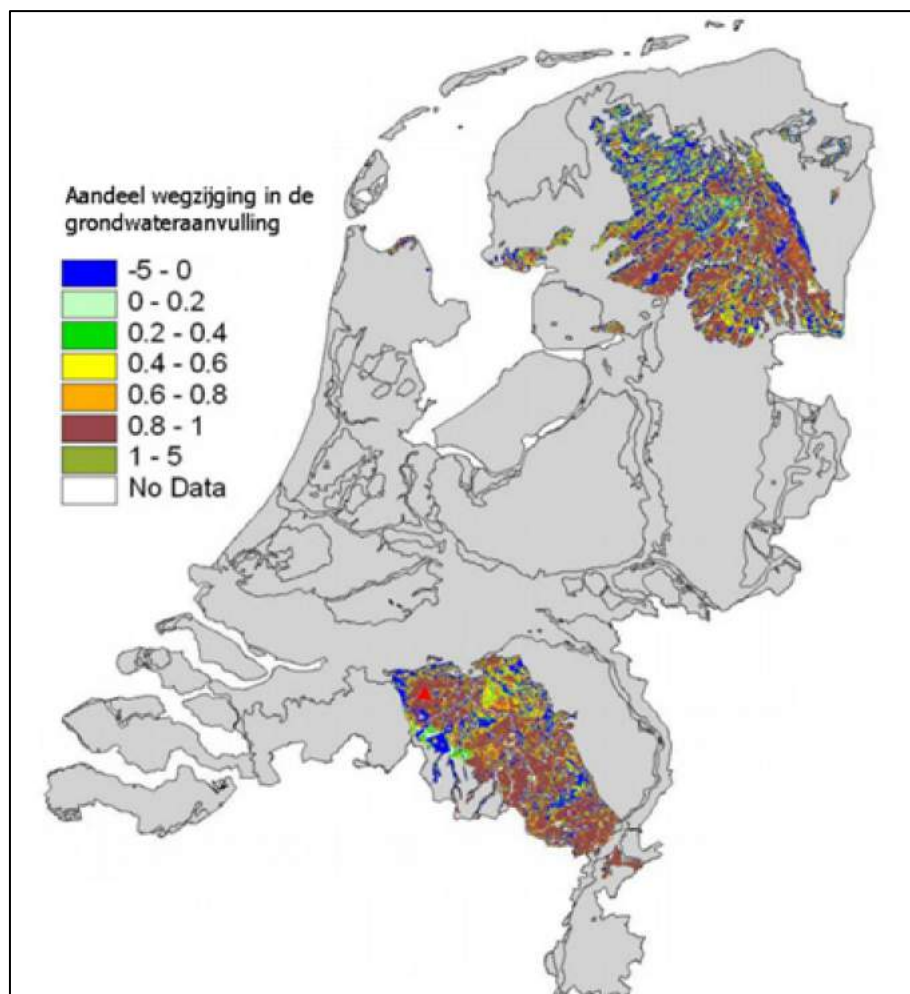 Aandeel wegzijging in de
grondwateraanvulling
-5 - 0
0 - 0.2
0.2 - 0.4
0.4 - 0.6
0.6 - 0.8
0.8 - 1
1 - 5
No Data